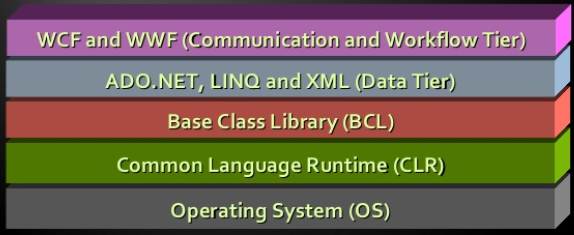 WCF and WWF (Communication and Workflow Tier)
ADO.NET, LINQ and XML (Data Tier)
Base Class Library (BCL)
Common Language Runtime (CLR)
Operating System (OS)